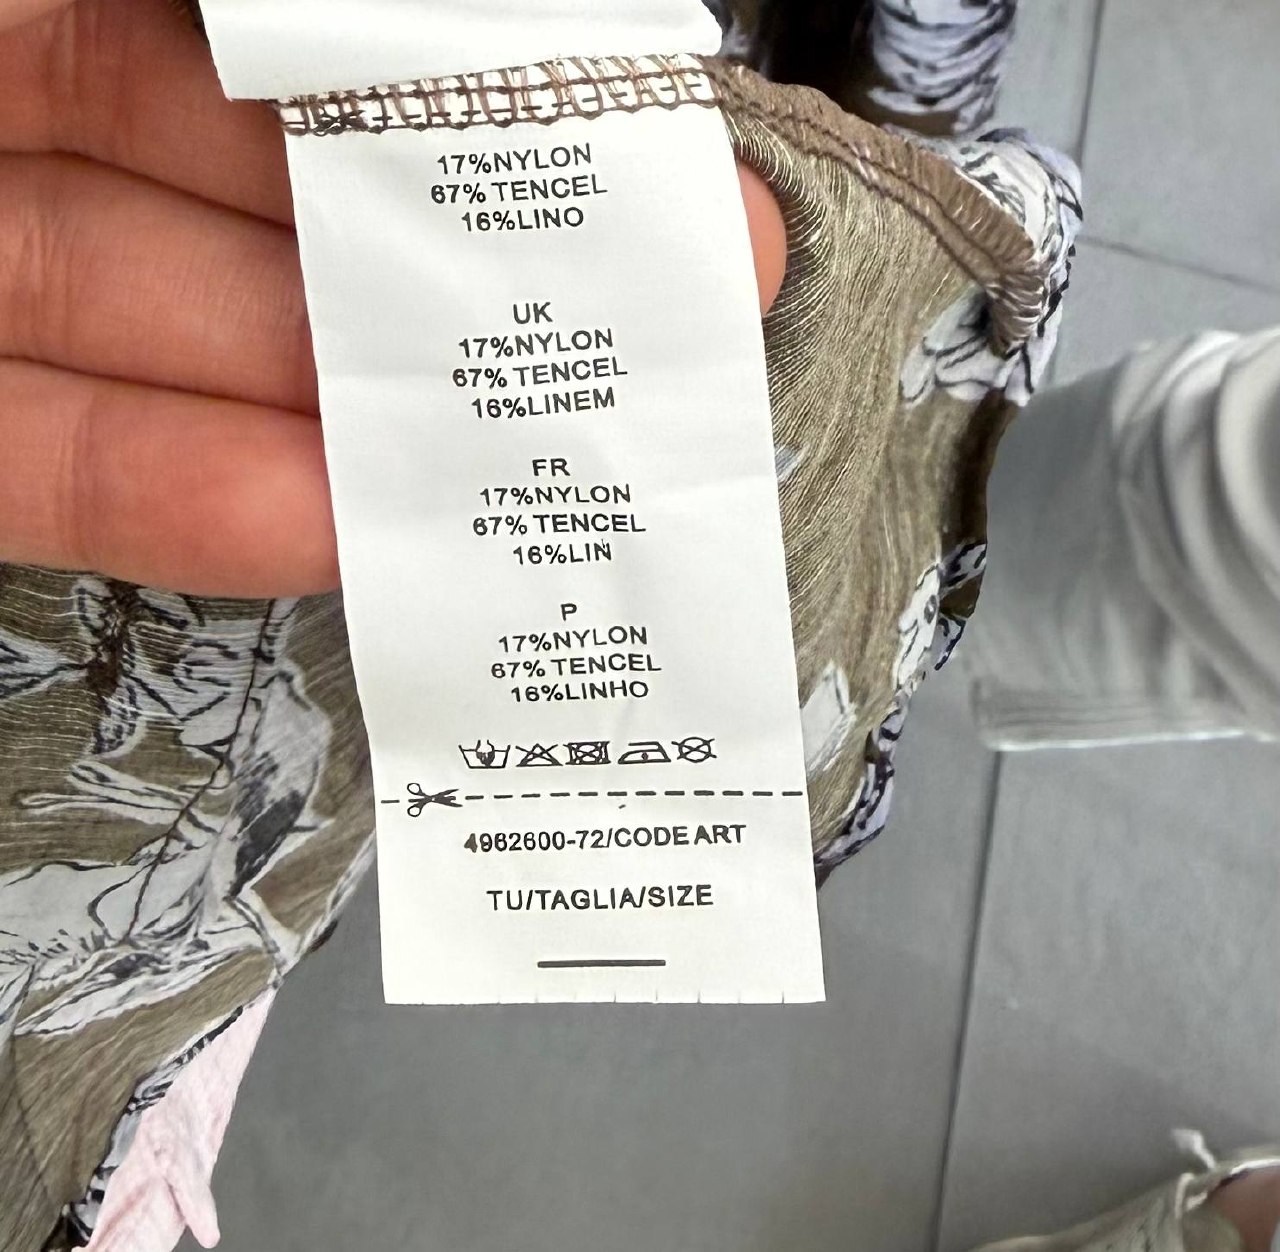 17%NYLON
67% TENCEL
16%LINO
UK
17%NYLON
67% TENCEL
16%LINEM
FR
17%NYLON
67% TENCEL
16%LIN
P
17%NYLON
67% TENCEL
16%LINHO
4962600-72/CODE ART
TU/TAGLIA/SIZE